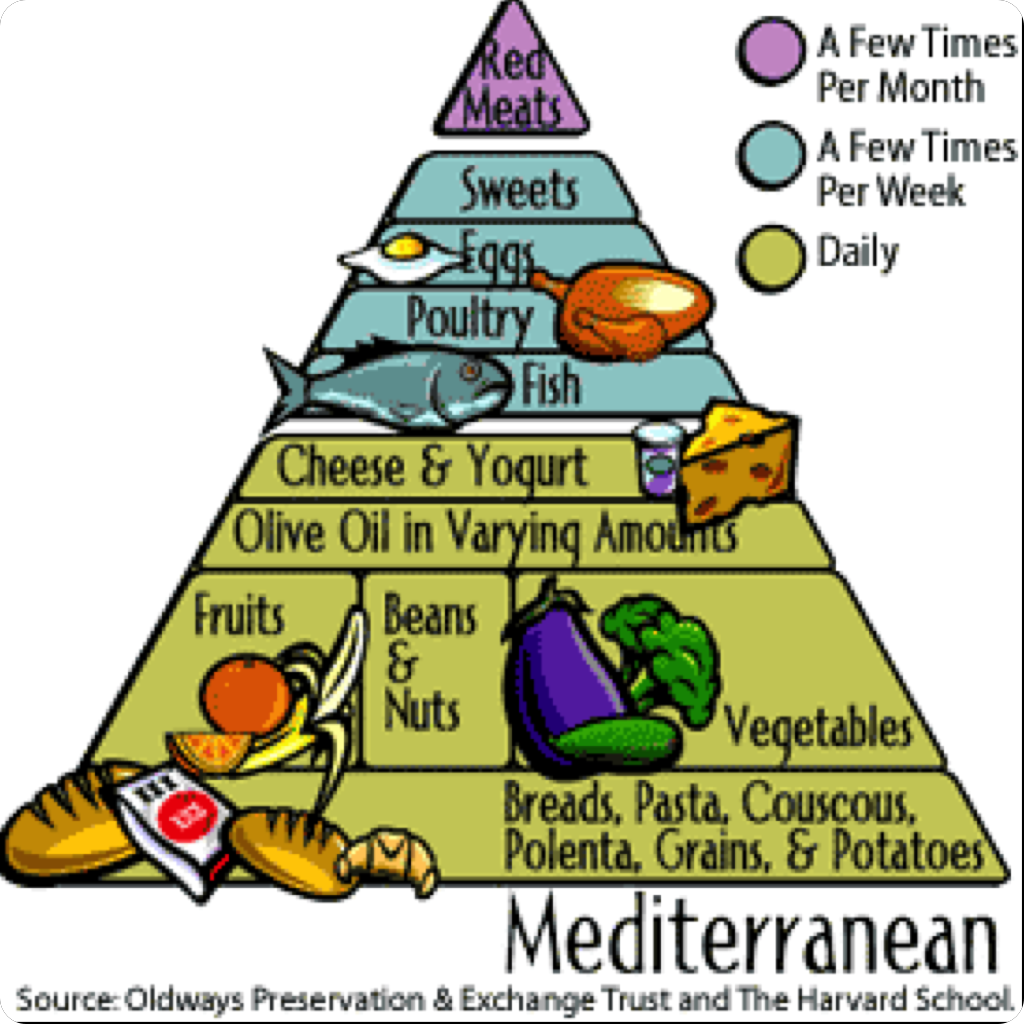 Red
Meats
A Few Times
Per Month
A Few Times
Per Week
Daily
Sweets
Eggs
Poultry
Fish
Cheese & Yogurt
Olive Oil in Varying Amounts
Fruits
Beans
&
Nuts
Vegetables
Breads, Pasta, Couscous,
Polenta, Grains, & Potatoes
Mediterranean
Source: Oldways Preservation & Exchange Trust and The Harvard School.